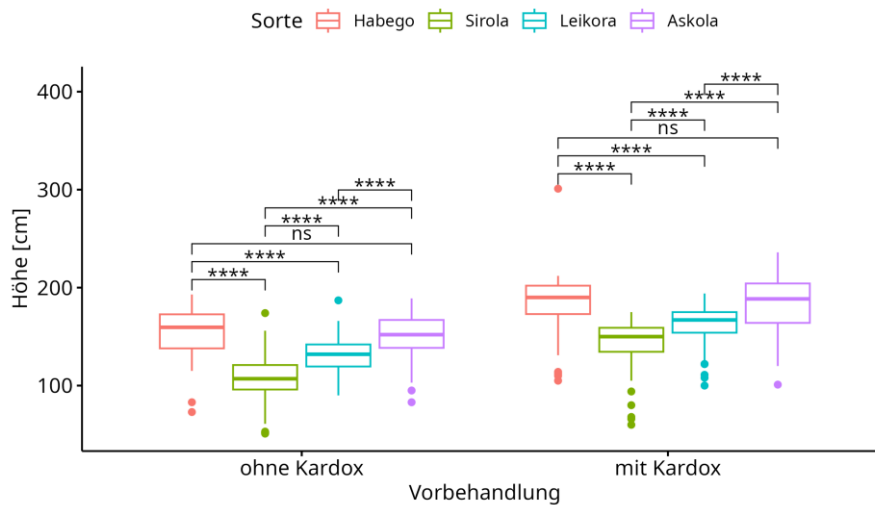 Sorte Habego Sirola Leikora Askola
Höhe [cm]
400
300
200
100
****
****
ns
****
****
****
****
****
ns
****
****
****
ohne Kardox mit Kardox
Vorbehandlung